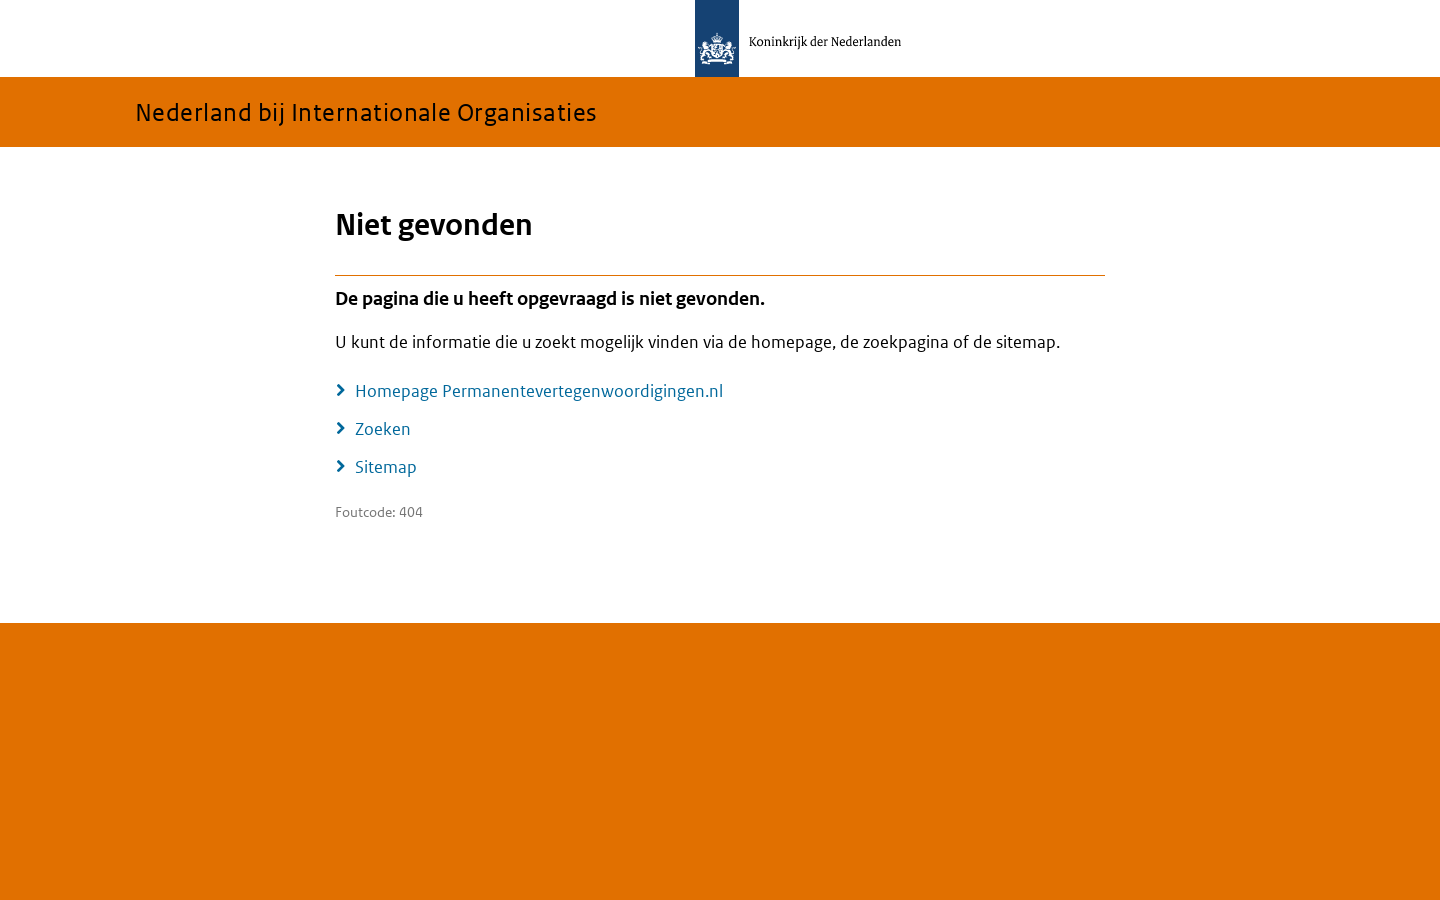 Koninkrijk der Nederlanden
Nederland bij Internationale Organisaties
Niet gevonden
De pagina die u heeft opgevraagd is niet gevonden.
U kunt de informatie die u zoekt mogelijk vinden via de homepage, de zoekpagina of de sitemap.
Homepage Permanentevertegenwoordigingen.nl
Zoeken
Sitemap
Foutcode: 404